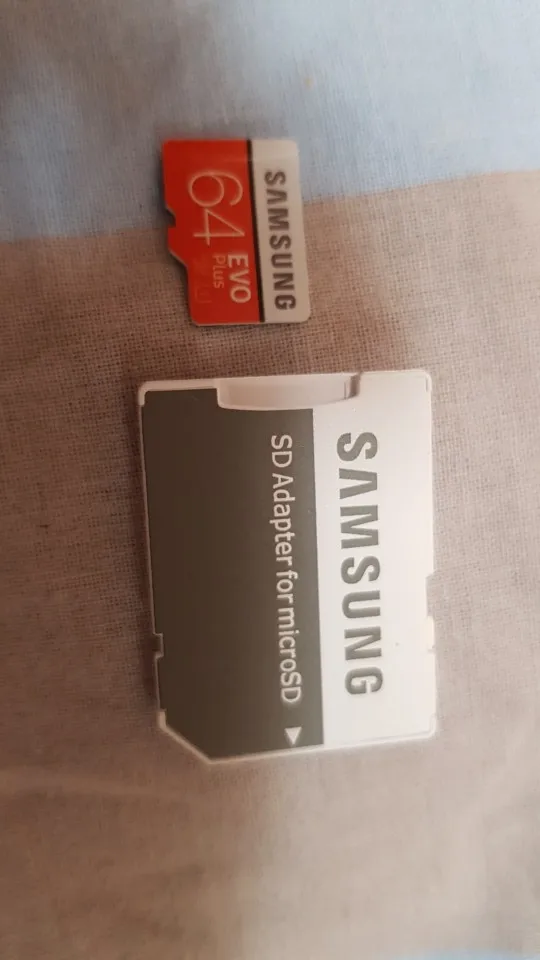 SAMSUNG
64 EVO
Plus
SAMSUNG
SD Adapter for microSD